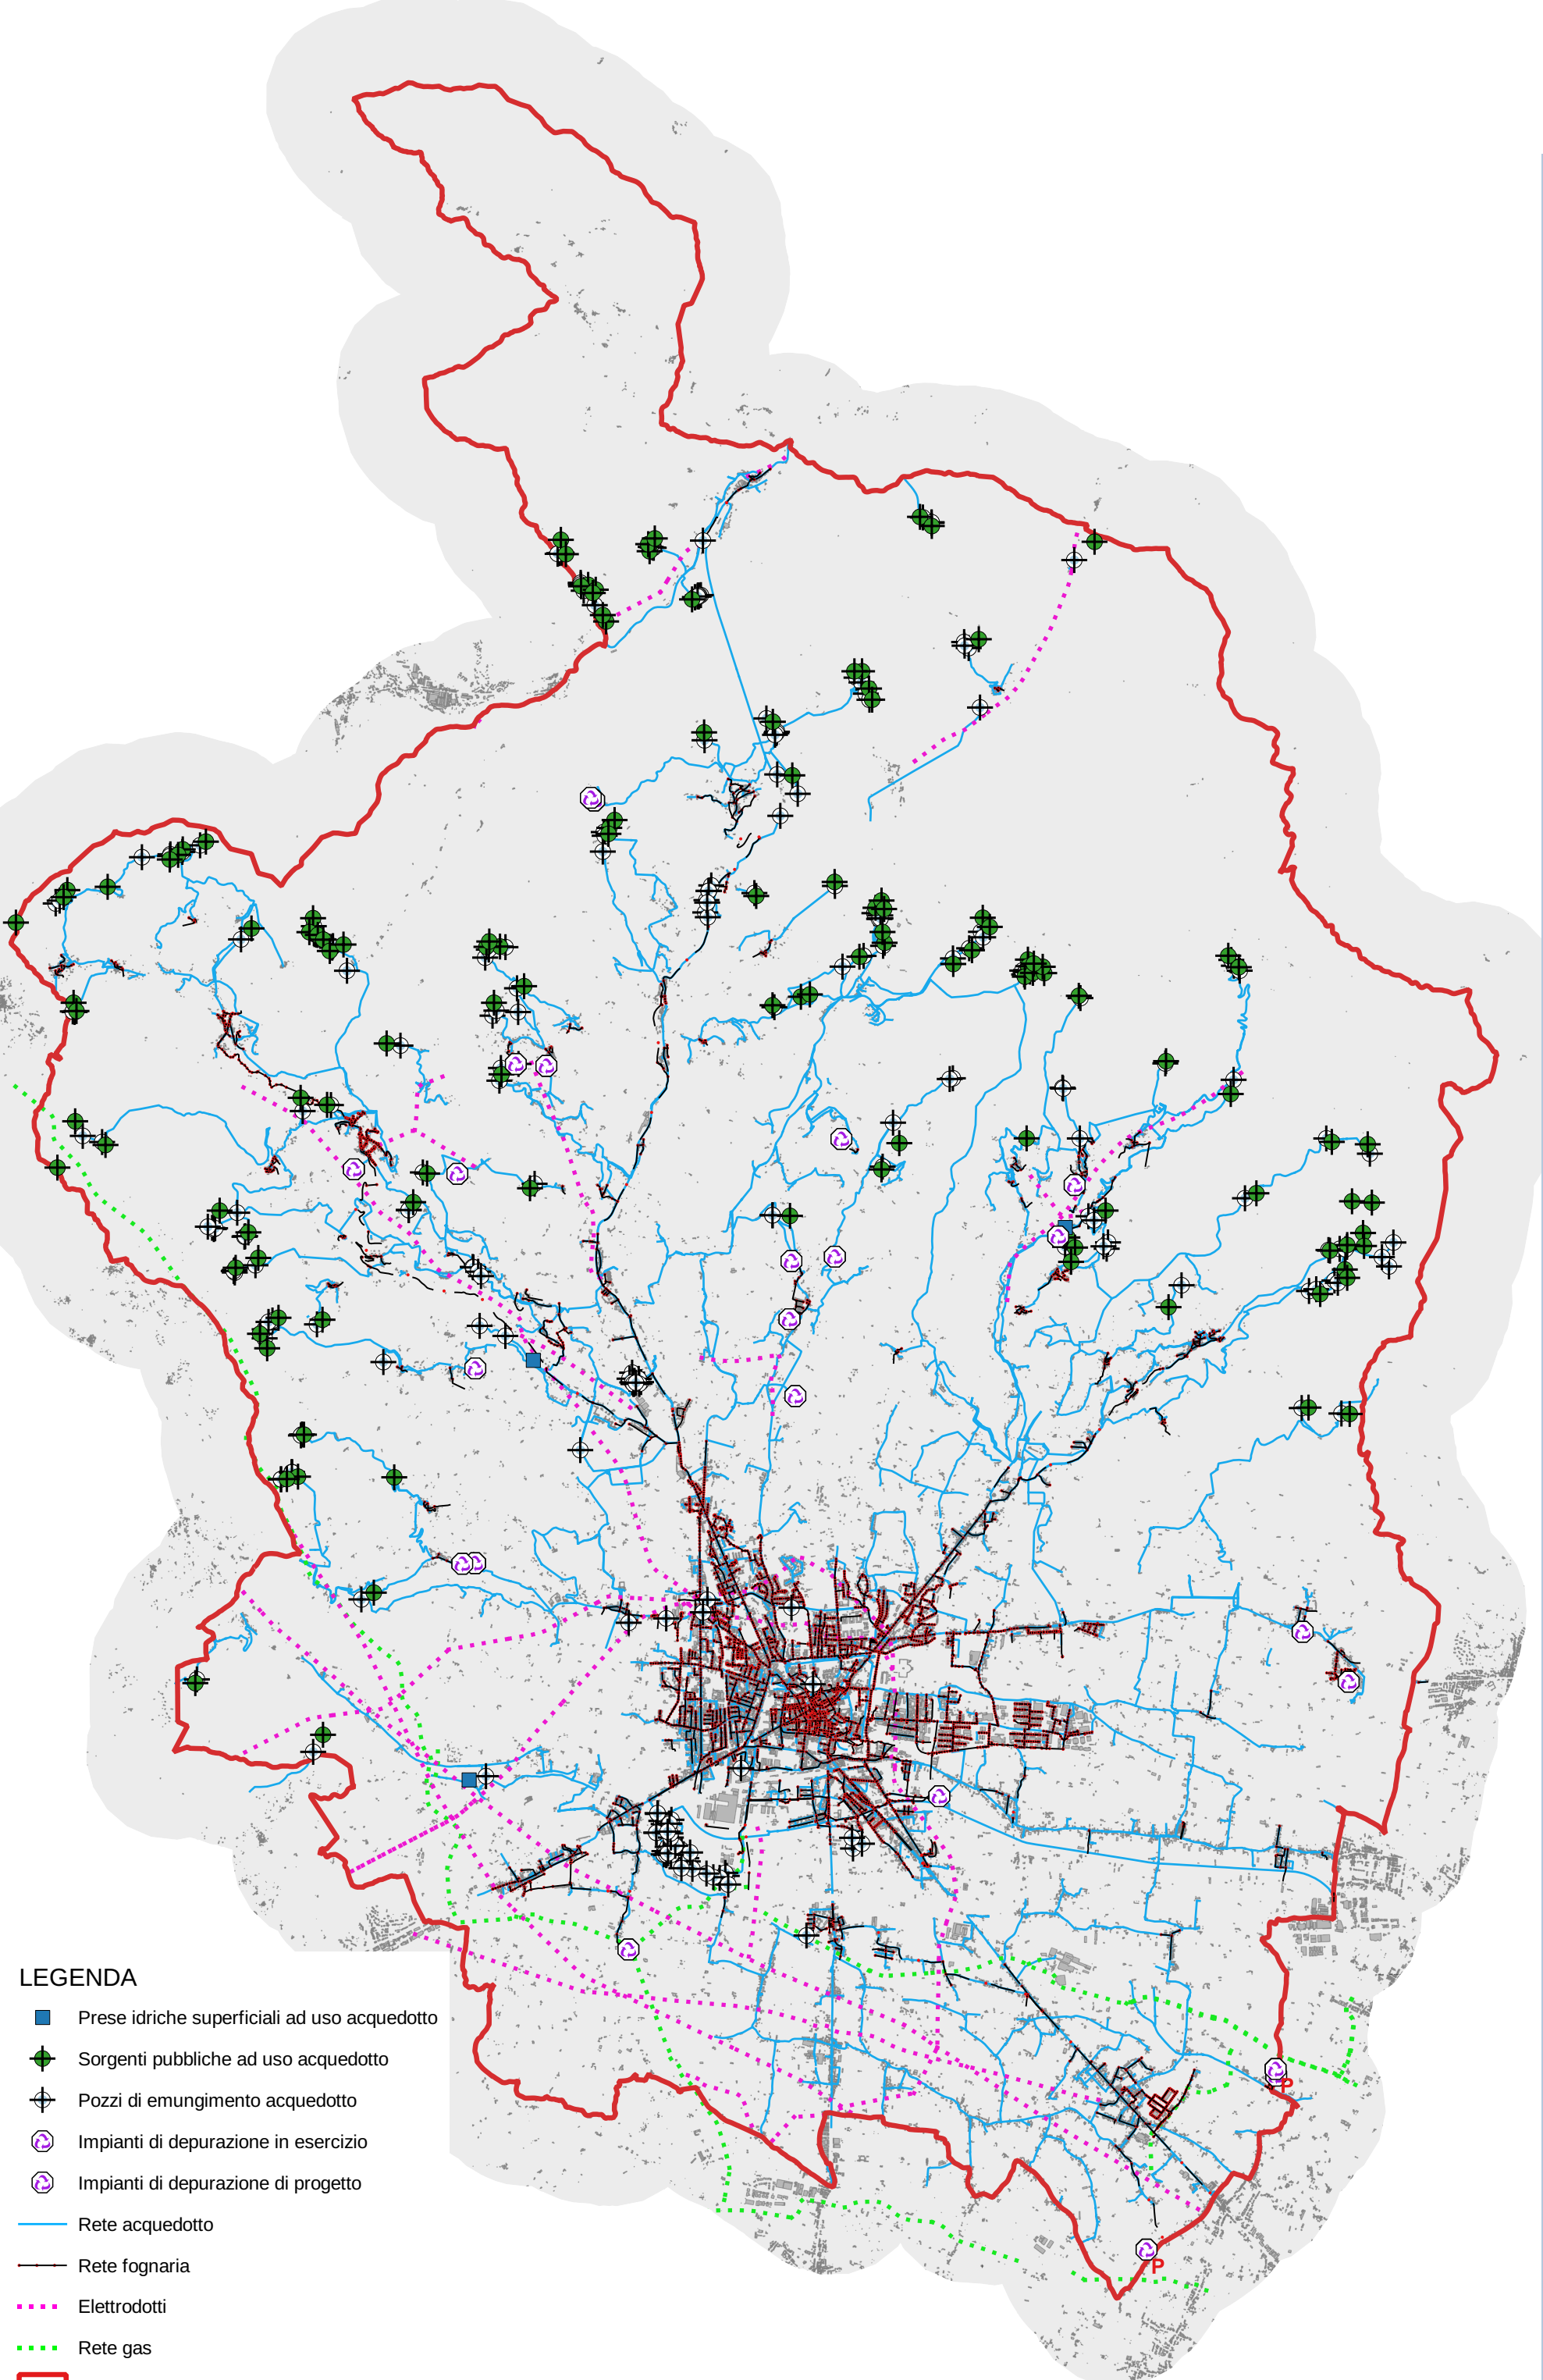 P
P
LEGENDA
Prese idriche superficiali ad uso acquedotto
Sorgenti pubbliche ad uso acquedotto
Pozzi di emungimento acquedotto
Impianti di depurazione in esercizio
Impianti di depurazione di progetto
Rete acquedotto
Rete fognaria
Elettrodotti
Rete gas